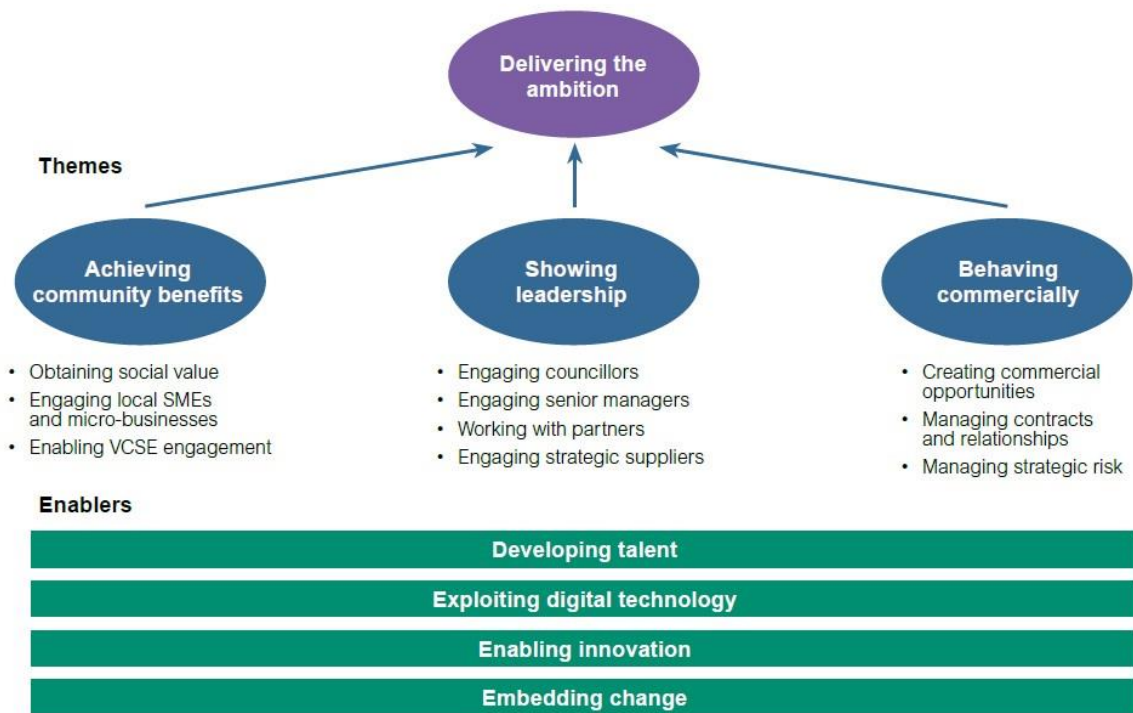 Delivering the
ambition
Themes
Achieving
community benefits
Showing
leadership
Behaving
commercially
• Obtaining social value
• Engaging local SMEs
and micro-businesses
• Enabling VCSE engagement
• Engaging councillors
• Engaging senior managers
• Working with partners
• Engaging strategic suppliers
• Creating commercial
opportunities
• Managing contracts
and relationships
• Managing strategic risk
Enablers
Developing talent
Exploiting digital technology
Enabling innovation
Embedding change